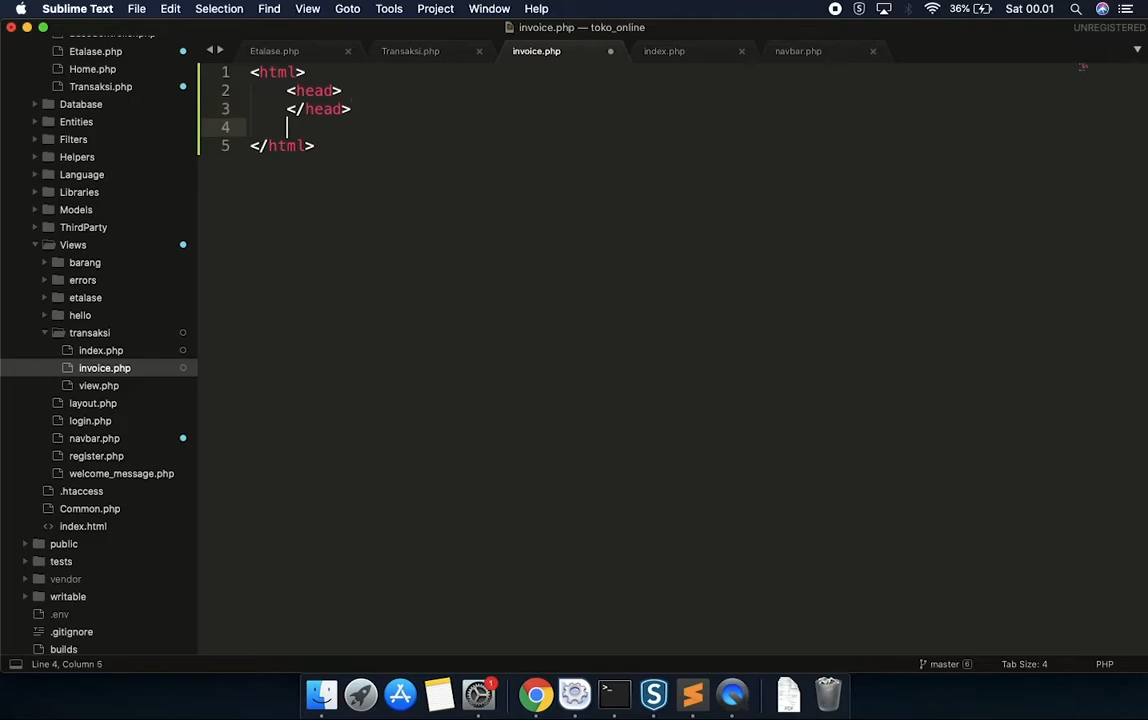 Sublime Text File Edit Selection Find View Goto Tools Project Window Help 36% Sat 00.01
invoice.php — toko_online UNREGISTERED
Etalase.php Transaksi.php invoice.php index.php navbar.php
Etalase.php
Home.php
Transaksi.php
Database
Entities
Filters
Helpers
Language
Libraries
Models
ThirdParty
Views
barang
errors
etalase
hello
transaksi
index.php
invoice.php
view.php
layout.php
login.php
navbar.php
register.php
welcome_message.php
.htaccess
Common.php
index.html
public
tests
vendor
writable
.env
.gitignore
builds
1 <html>
2 <head>
3 </head>
4
5 </html>
Line 4, Column 5 master 6 Tab Size: 4 PHP
1